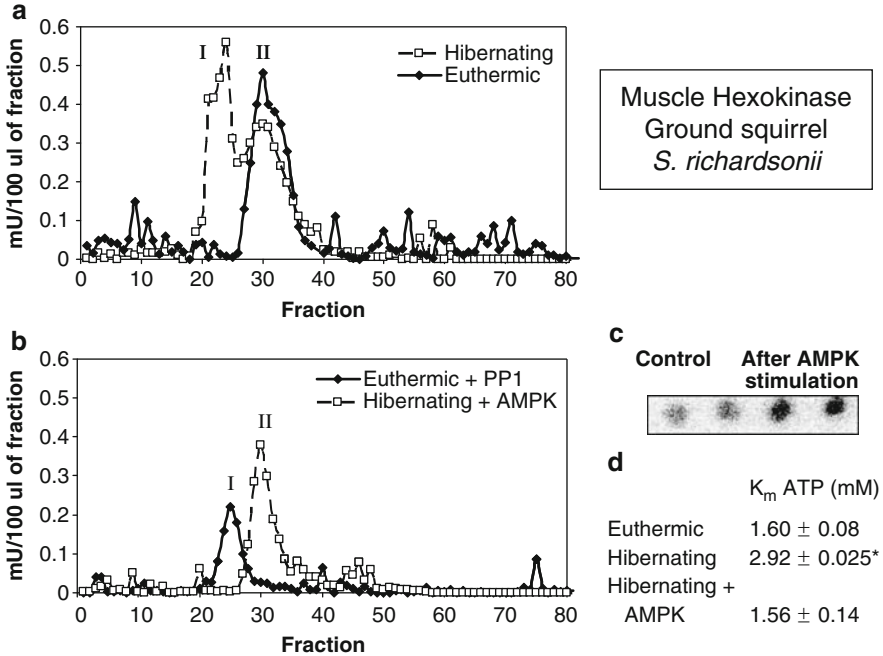 a
0.6
0.5
0.4
0.3
0.2
0.1
0
mU/100 ul of fraction
I
II
Hibernating
Euthermic
0 10 20 30 40 50 60 70 80
Fraction
Muscle Hexokinase
Ground squirrel
S. richardsonii
b
0.6
0.5
0.4
0.3
0.2
0.1
0
mU/100 ul of fraction
I
II
Euthermic + PP1
Hibernating + AMPK
0 10 20 30 40 50 60 70 80
Fraction
c
Control After AMPK
stimulation
d
Km ATP (mM)
Euthermic 1.60 ± 0.08
Hibernating 2.92 ± 0.025*
Hibernating +
AMPK 1.56 ± 0.14